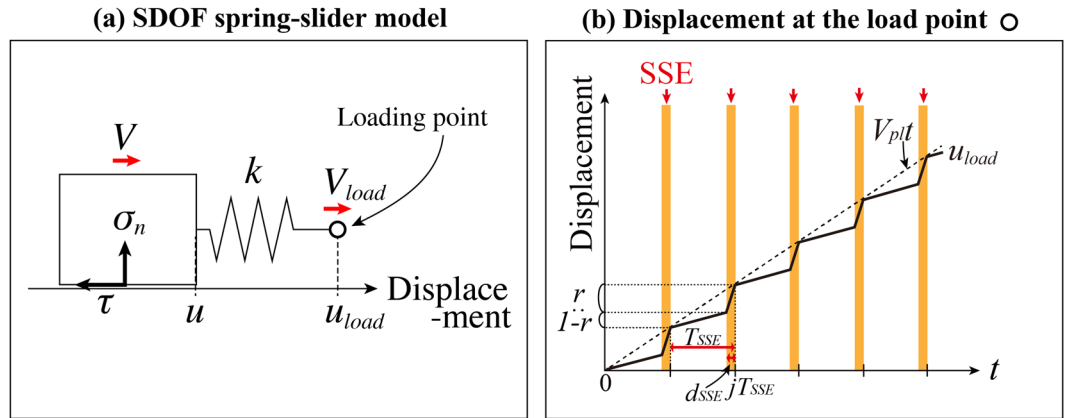 (a) SDOF spring-slider model
V
k
Loading point
V_load
σ_n
τ
u
u_load
Displace
-ment
(b) Displacement at the load point
SSE
Displacement
V_pl t
u_load
r
:
1-r
T_SSE
d_SSE
jT_SSE
0
t